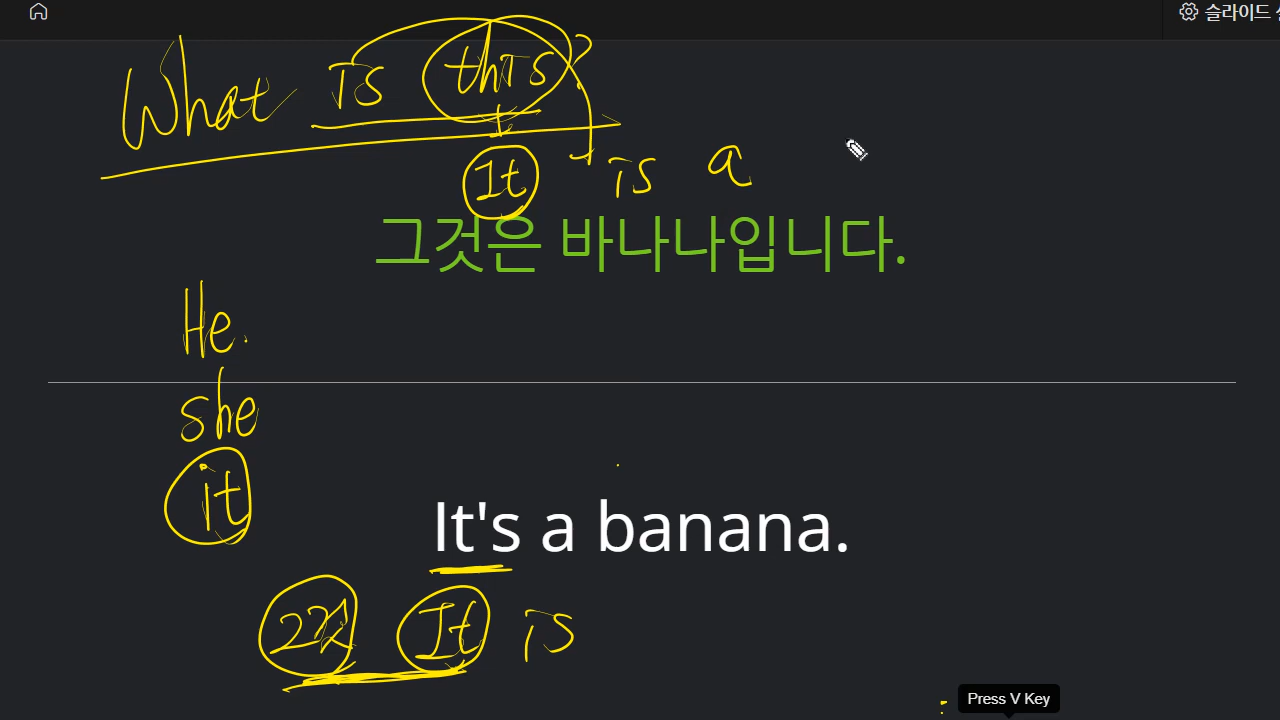 슬라이드
What is this?
It is a
그것은 바나나입니다.
He.
she
it
It's a banana.
It is
Press V Key